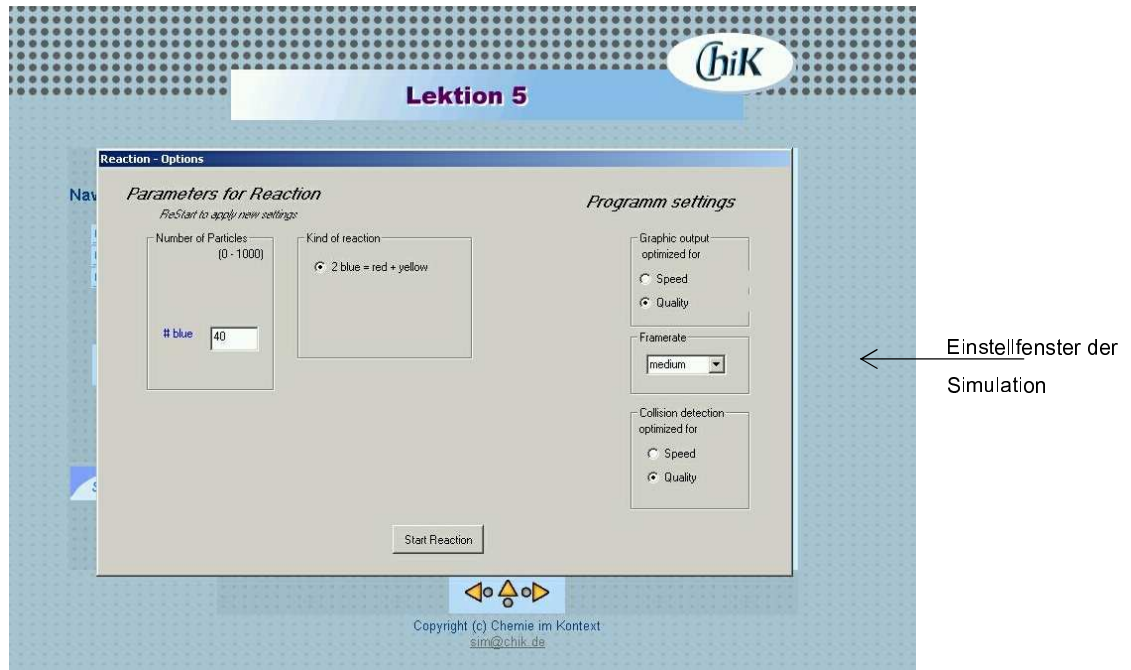 ChiK
Lektion 5
Reaction - Options
Nav
Parameters for Reaction
ReStart to apply new settings
Number of Particles
(0 - 1000)
# blue
40
Kind of reaction
2 blue = red + yellow
Programm settings
Graphic output
optimized for
Speed
Quality
Framerate
medium
Collision detection
optimized for
Speed
Quality
Start Reaction
Einstellfenster der
Simulation
Copyright (c) Chemie im Kontext
sim@chik.de